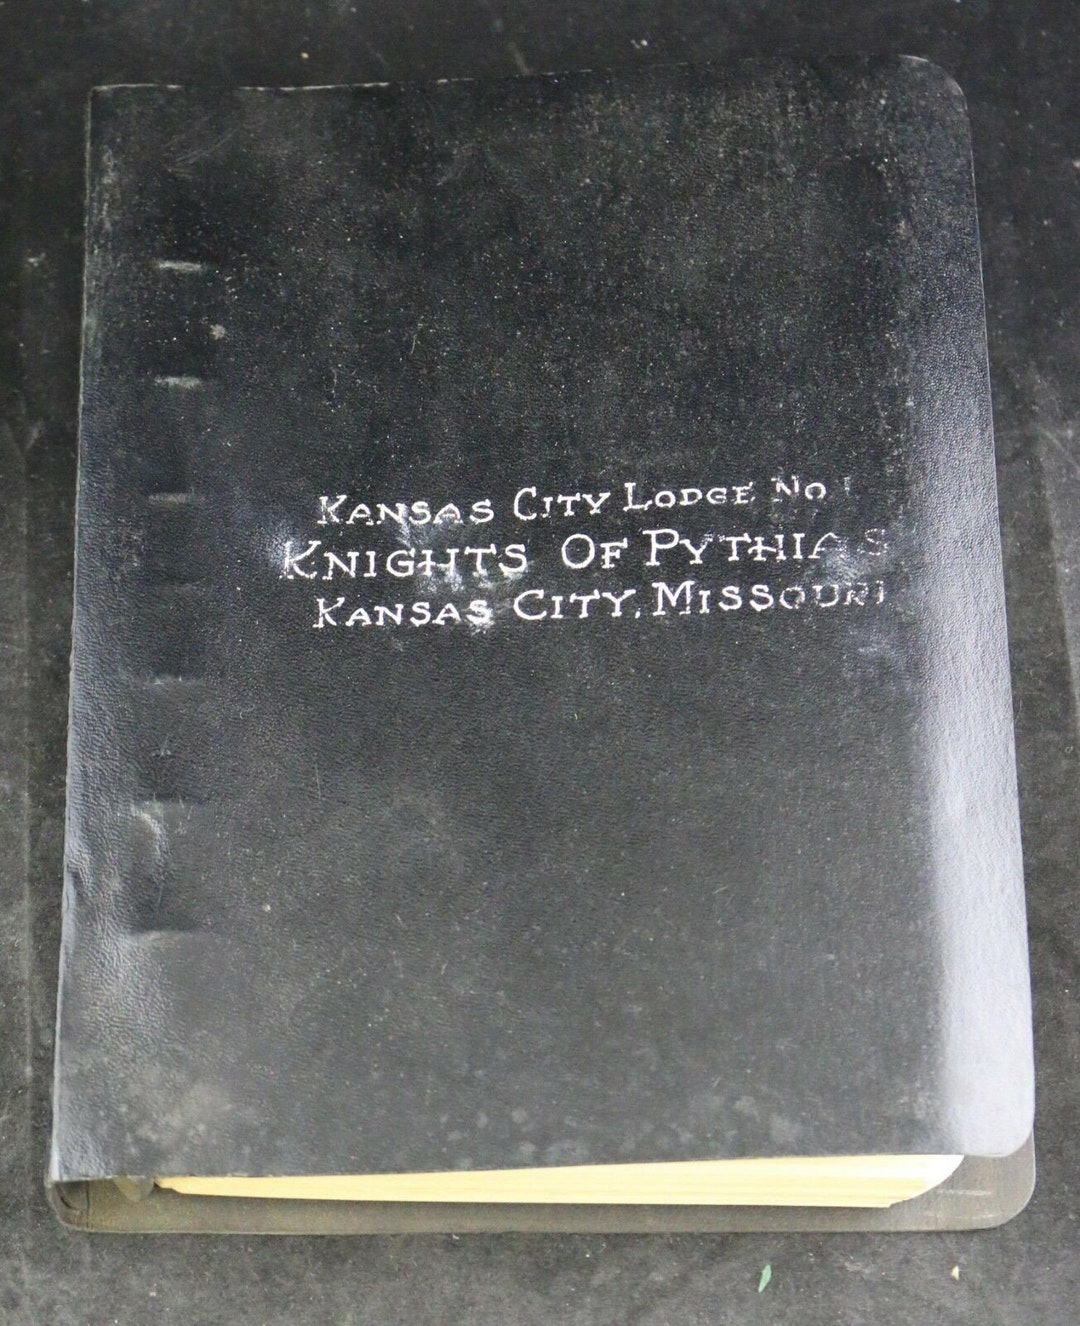 KANSAS CITY LODGE No 1
KNIGHTS OF PYTHIAS
KANSAS CITY, MISSOURI